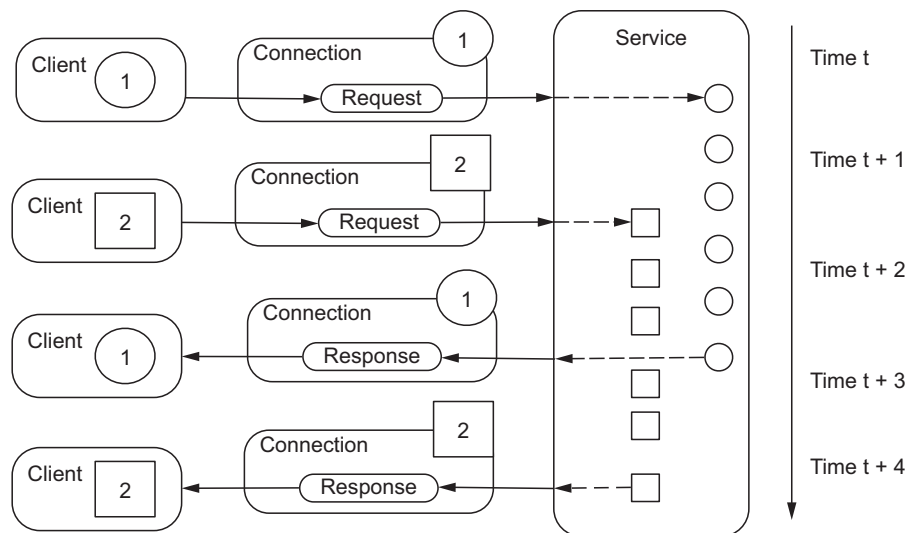 Service
Time t
Client
1
Connection
1
Request
Time t + 1
Client
2
Connection
2
Request
Time t + 2
Client
1
Connection
1
Response
Time t + 3
Client
2
Connection
2
Response
Time t + 4